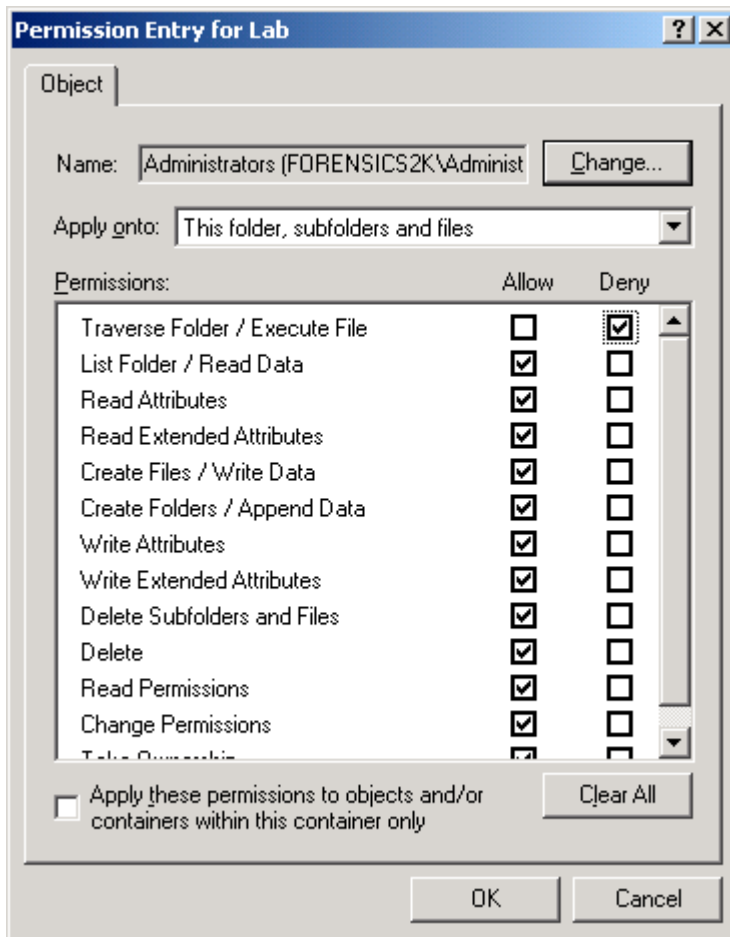 Permission Entry for Lab
Object
Name: Administrators (FORENSICS2K\Administ Change...
Apply onto: This folder, subfolders and files
Permissions: Allow Deny
Traverse Folder / Execute File
List Folder / Read Data
Read Attributes
Read Extended Attributes
Create Files / Write Data
Create Folders / Append Data
Write Attributes
Write Extended Attributes
Delete Subfolders and Files
Delete
Read Permissions
Change Permissions
Take Ownership
Apply these permissions to objects and/or Clear All
containers within this container only
OK Cancel